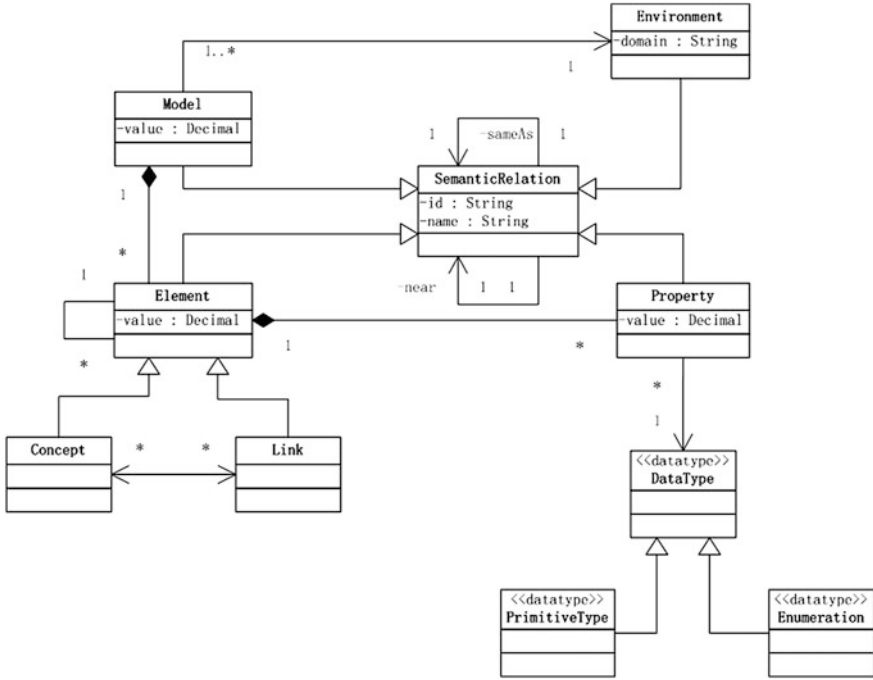 Environment
-domain : String
1..*
1
Model
-value : Decimal
1
-sameAs
1
SemanticRelation
-id : String
-name : String
1
*
1
-near
1
1
Element
-value : Decimal
Property
-value : Decimal
1
*
*
*
1
Concept
*
*
Link
<<datatype>>
DataType
<<datatype>>
PrimitiveType
<<datatype>>
Enumeration